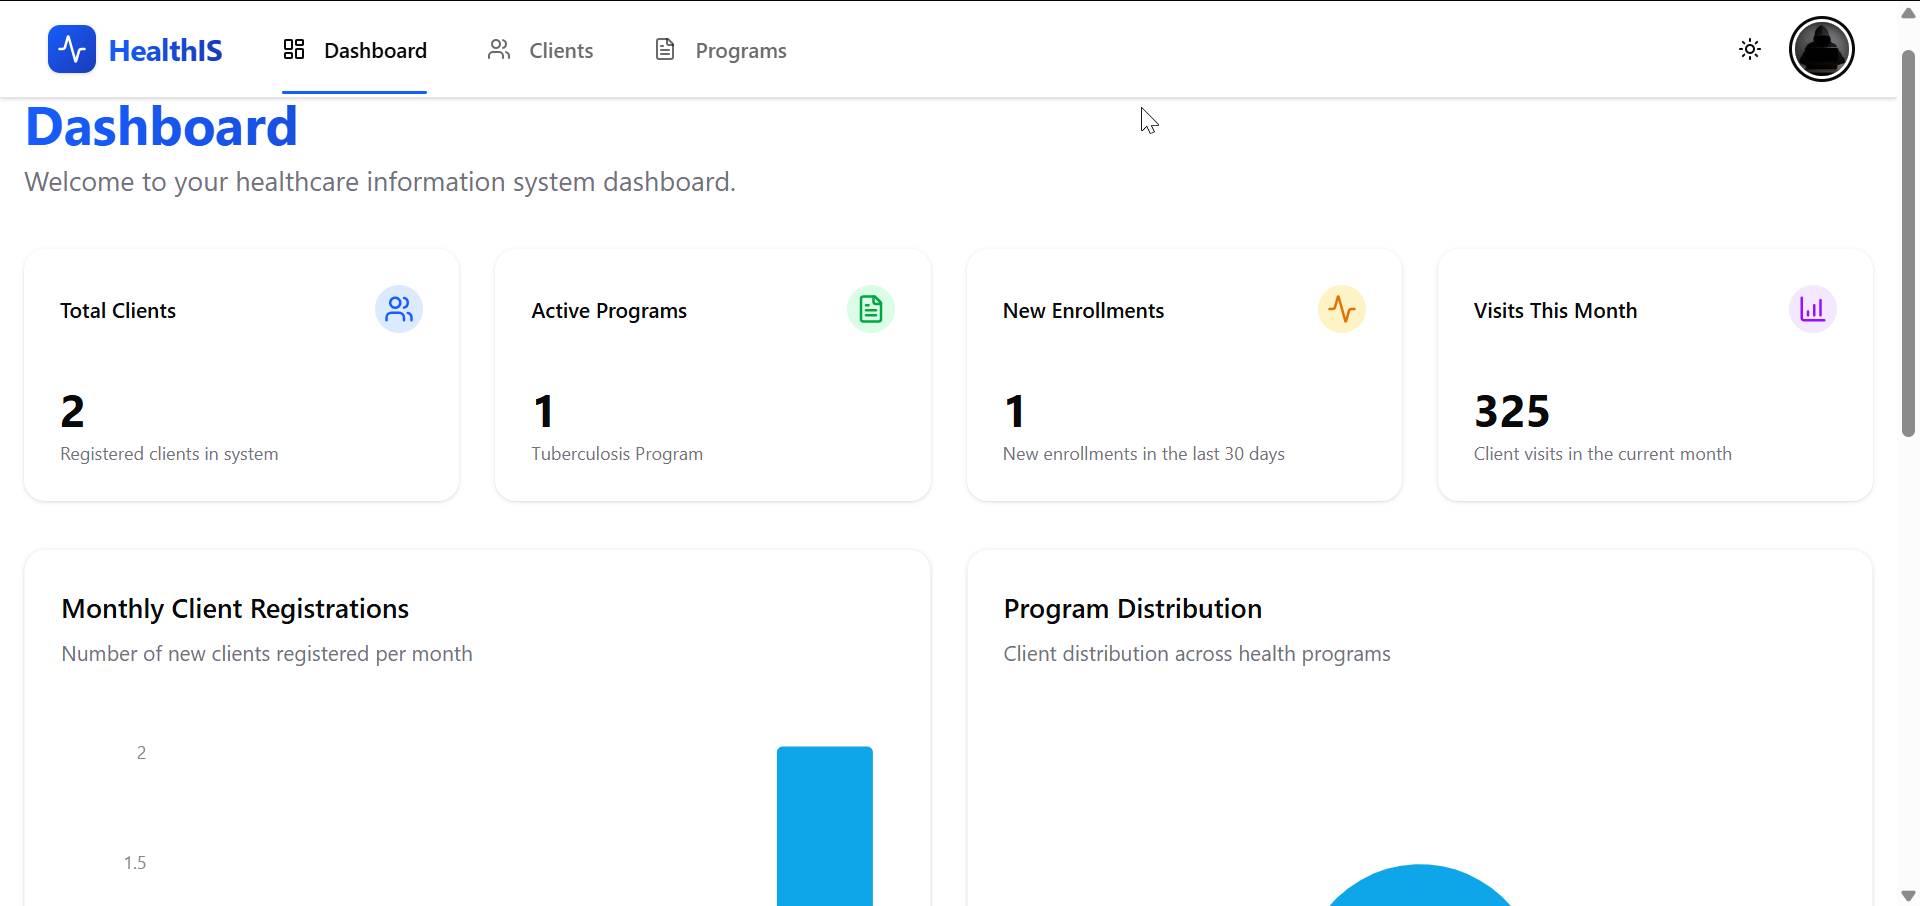 HealthIS
Dashboard
Clients
Programs
Dashboard
Welcome to your healthcare information system dashboard.
Total Clients
2
Registered clients in system
Active Programs
1
Tuberculosis Program
New Enrollments
1
New enrollments in the last 30 days
Visits This Month
325
Client visits in the current month
Monthly Client Registrations
Number of new clients registered per month
2
1.5
Program Distribution
Client distribution across health programs